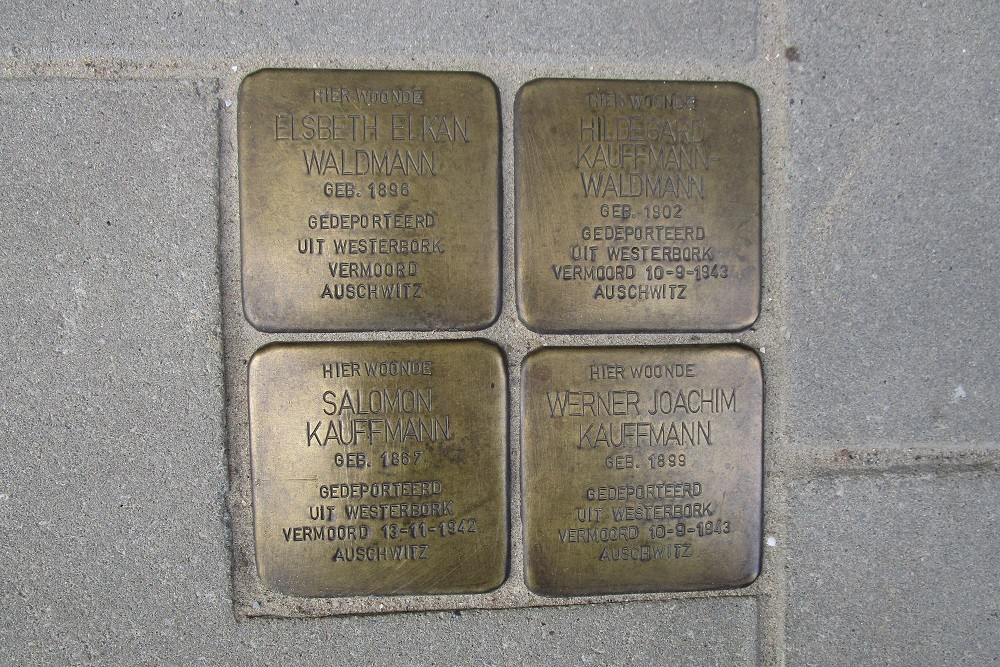 HIER WOONDE
ELSBETH ELKAN
WALDMANN
GEB. 1896
GEDEPORTEERD
UIT WESTERBORK
VERMOORD
AUSCHWITZ
HIER WOONDE
HILDEGARD
KAUFFMANN-
WALDMANN
GEB. 1902
GEDEPORTEERD
UIT WESTERBORK
VERMOORD 10-9-1943
AUSCHWITZ
HIER WOONDE
SALOMON
KAUFFMANN
GEB. 1867
GEDEPORTEERD
UIT WESTERBORK
VERMOORD 13-11-1942
AUSCHWITZ
HIER WOONDE
WERNER JOACHIM
KAUFFMANN
GEB. 1899
GEDEPORTEERD
UIT WESTERBORK
VERMOORD 10-9-1943
AUSCHWITZ